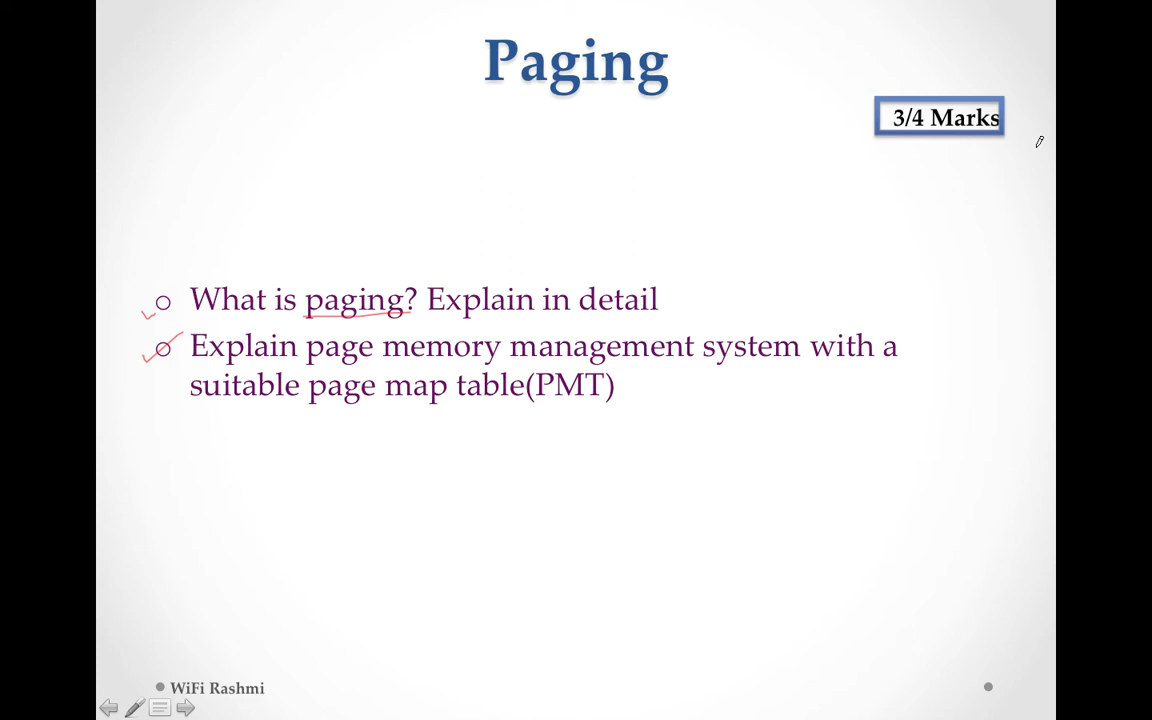 Paging
3/4 Marks
What is paging? Explain in detail
Explain page memory management system with a
suitable page map table(PMT)
WiFi Rashmi